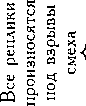 Все реплики
произносятся
под взрывы
смеха